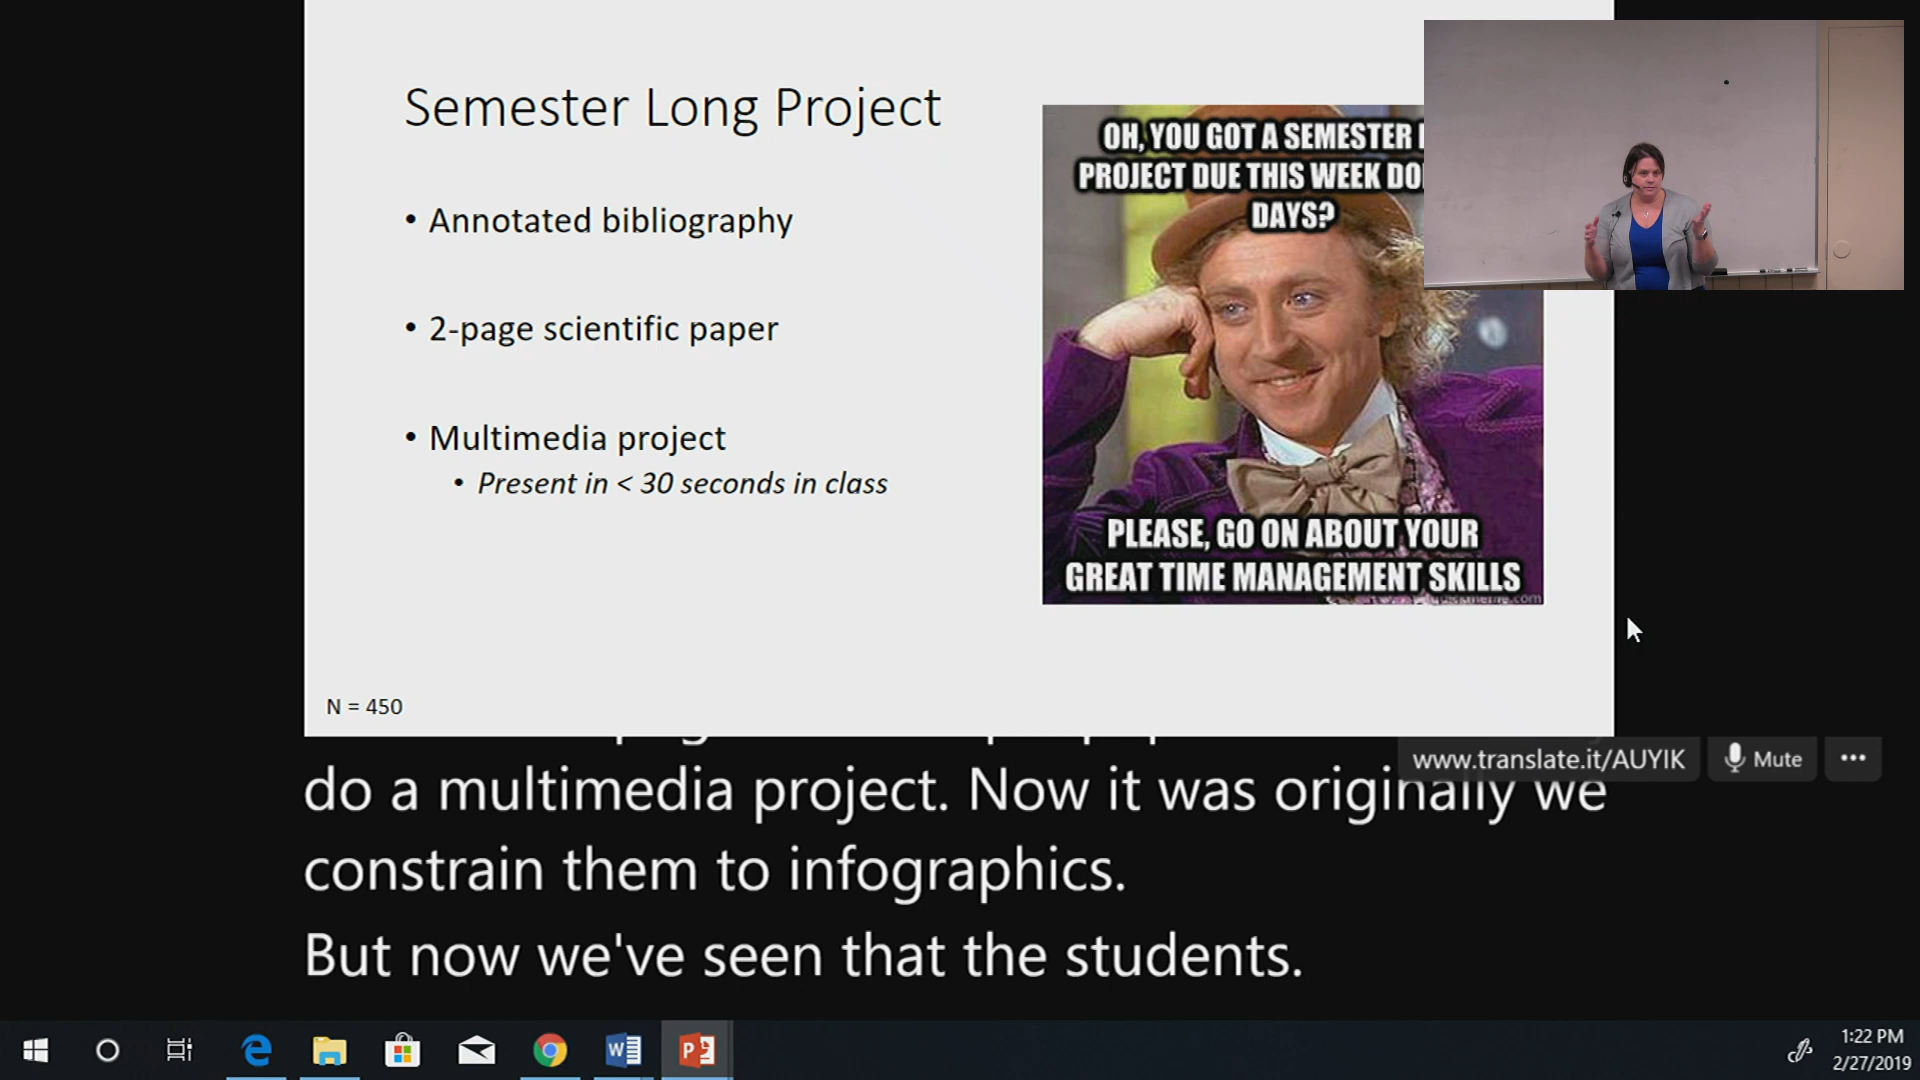 Semester Long Project
• Annotated bibliography
• 2-page scientific paper
• Multimedia project
• Present in < 30 seconds in class
N = 450
OH, YOU GOT A SEMESTER
PROJECT DUE THIS WEEK
DAYS?
PLEASE, GO ON ABOUT YOUR
GREAT TIME MANAGEMENT SKILLS
www.translate.it/AUYIK
Mute
do a multimedia project. Now it was originally we
constrain them to infographics.
But now we've seen that the students.
1:22 PM
2/27/2019